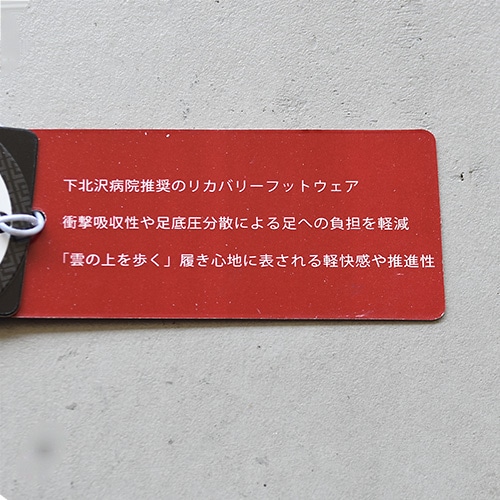 下北沢病院推奨のリカバリーフットウェア
衝撃吸収性や足底圧分散による足への負担を軽減
「雲の上を歩く」履き心地に表される軽快感や推進性